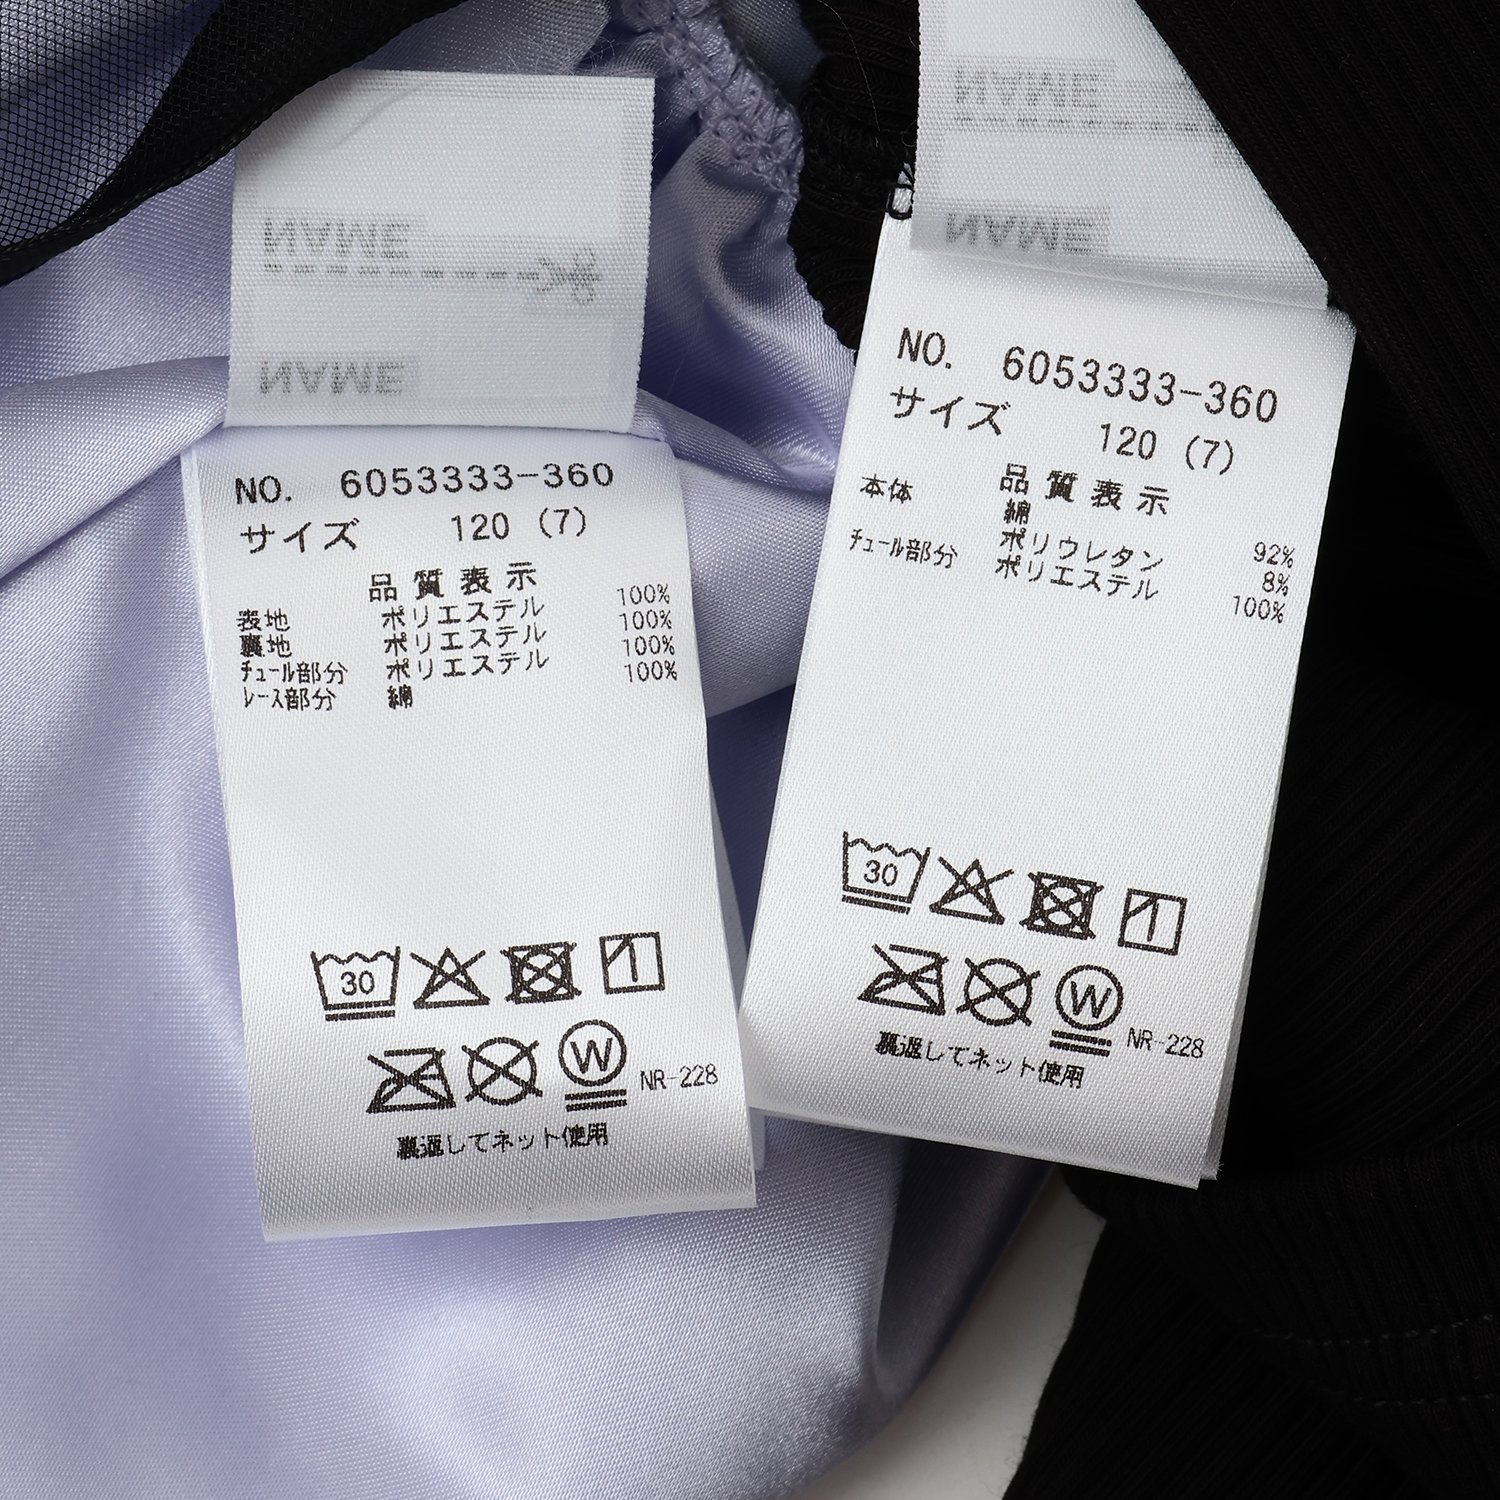 NAME
NAME
NO. 6053333-360
サイズ 120 (7)
品質表示
表地 ポリエステル 100%
裏地 ポリエステル 100%
チュール部分 ポリエステル 100%
レース部分 綿 100%
30
W
NR-228
裏返してネット使用
NAME
NAME
NO. 6053333-360
サイズ 120 (7)
品質表示
本体 綿 92%
ポリウレタン 8%
チュール部分 ポリエステル 100%
30
W
NR-228
裏返してネット使用